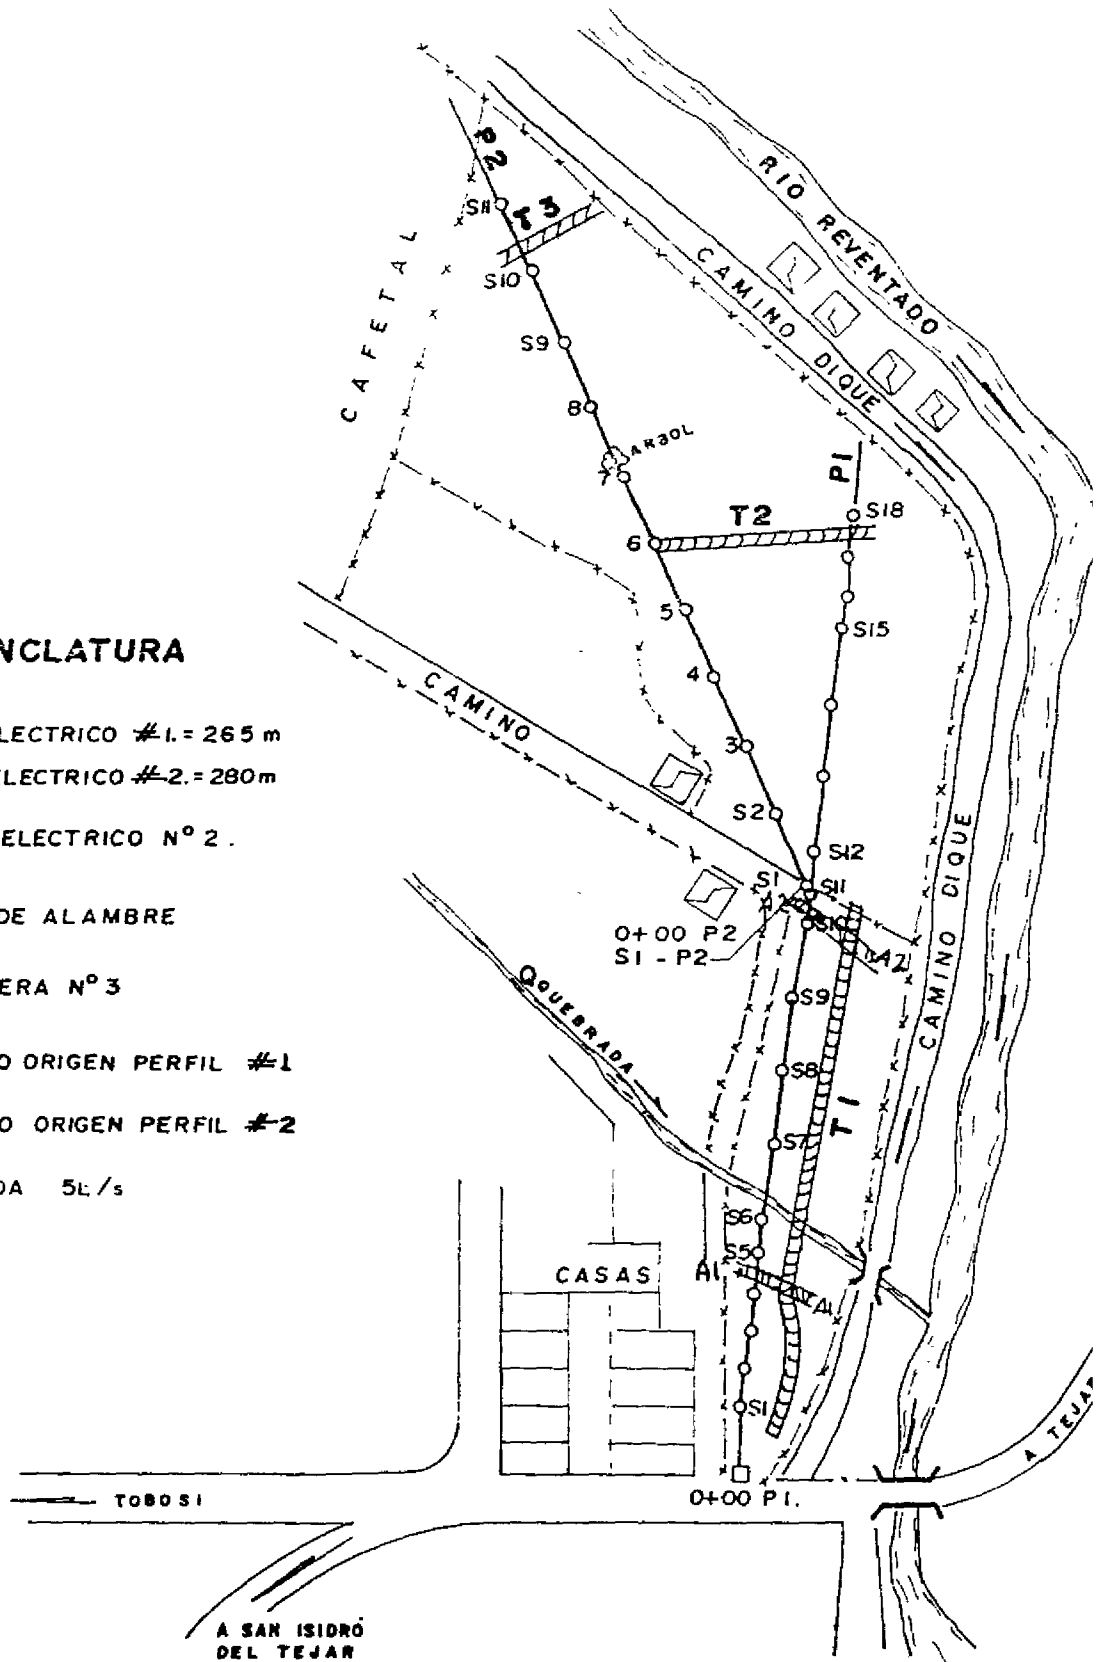 P2
S11
T3
S10
S9
8
ARBOL
7
6
T2
5
4
3
S2
S1
CAFETAL
RIO REVENTADO
CAMINO DIQUE
P1
S18
S15
S12
S11
CAMINO
0+00 P2
S1 - P2
A2
S9
S8
S7
S6
S5
T1
CAMINO DIQUE
QUEBRADA
A1
A1
CASAS
S1
0+00 P1.
A TEJAR
TOBOSI
A SAN ISIDRO
DEL TEJAR
NCLATURA
LECTRICO #1.= 265 m
LECTRICO #2.= 280m
ELECTRICO Nº 2.
DE ALAMBRE
ERA Nº 3
O ORIGEN PERFIL #1
O ORIGEN PERFIL #2
DA 5L/s